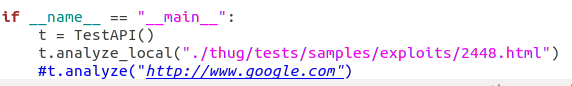 if __name__ == "__main__":
    t = TestAPI()
    t.analyze_local("./thug/tests/samples/exploits/2448.html")
    #t.analyze("http://www.google.com")